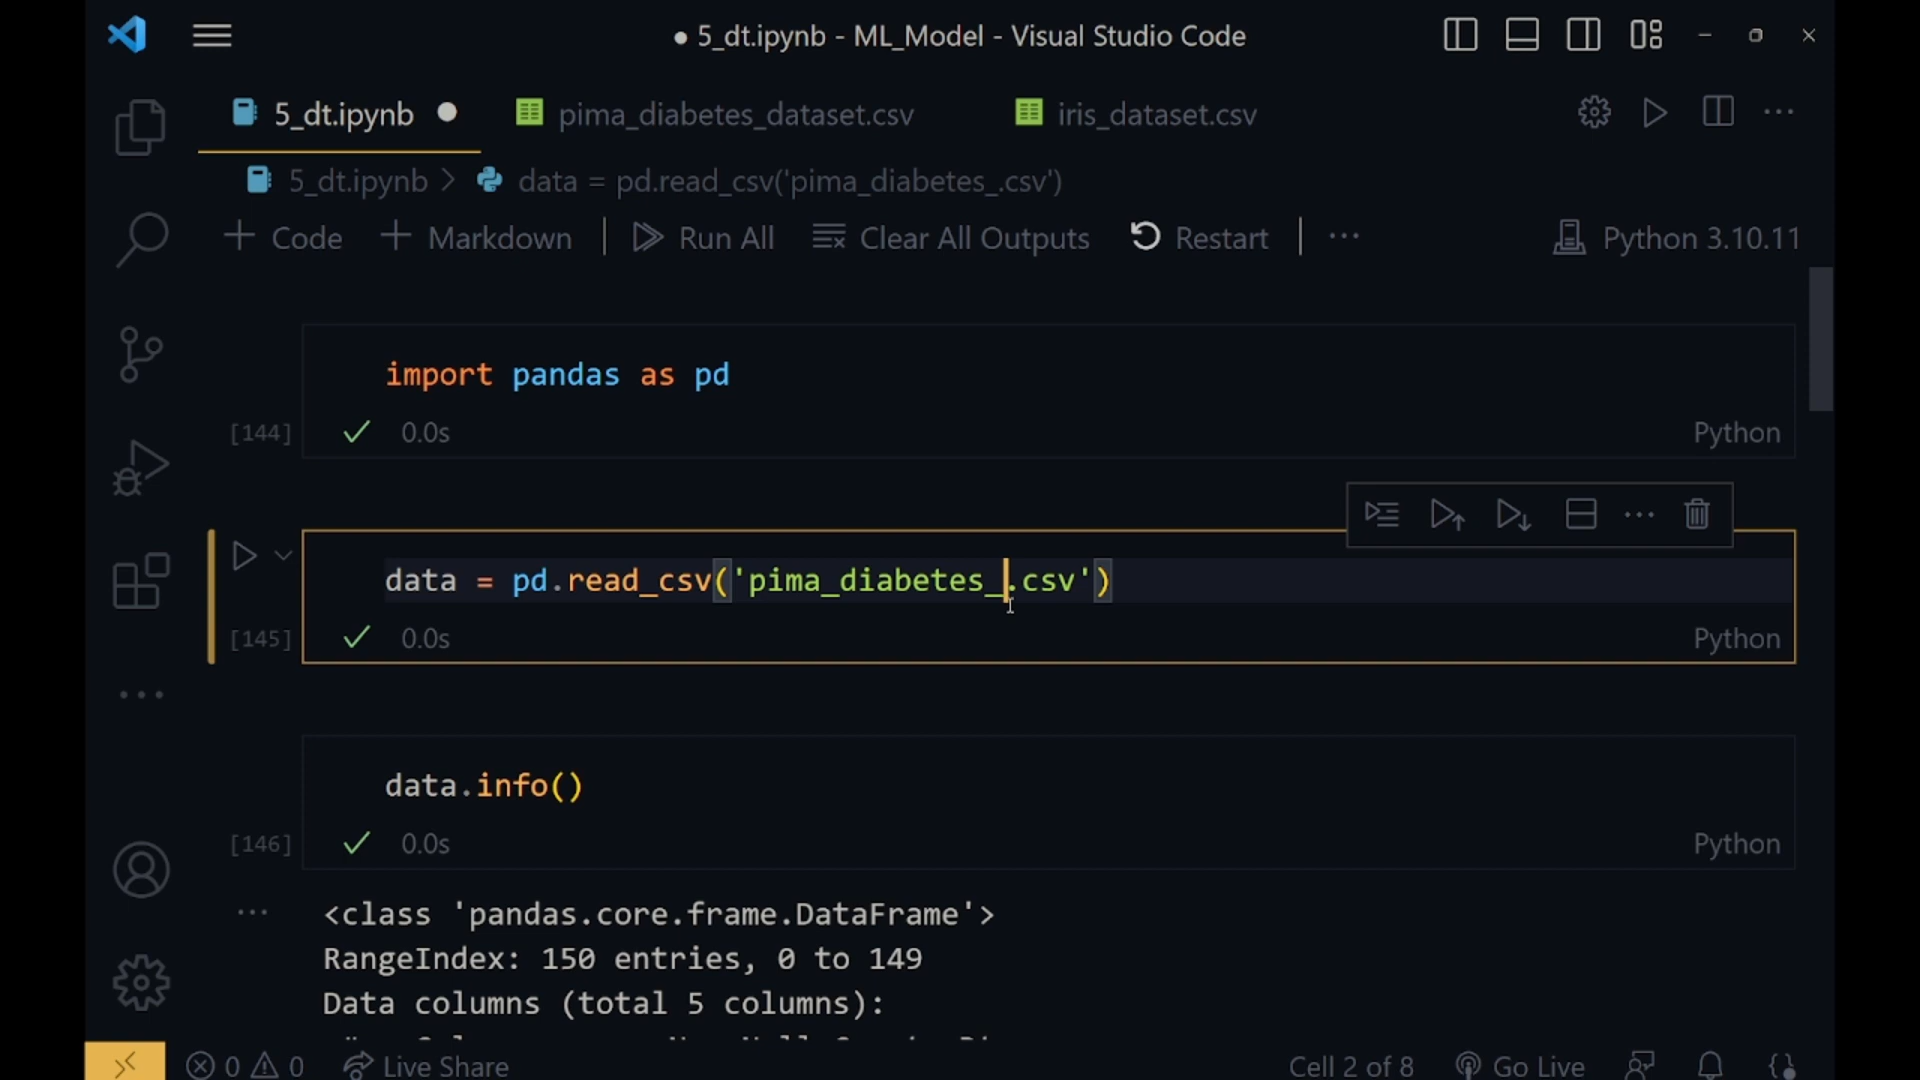 ● 5_dt.ipynb - ML_Model - Visual Studio Code
5_dt.ipynb ● pima_diabetes_dataset.csv iris_dataset.csv
5_dt.ipynb > data = pd.read_csv('pima_diabetes_.csv')
+ Code + Markdown | Run All Clear All Outputs Restart | ... Python 3.10.11
import pandas as pd
[144] ✓ 0.0s Python
data = pd.read_csv('pima_diabetes_.csv')
[145] ✓ 0.0s Python
data.info()
[146] ✓ 0.0s Python
... <class 'pandas.core.frame.DataFrame'>
RangeIndex: 150 entries, 0 to 149
Data columns (total 5 columns):
0 0 Live Share Cell 2 of 8 Go Live